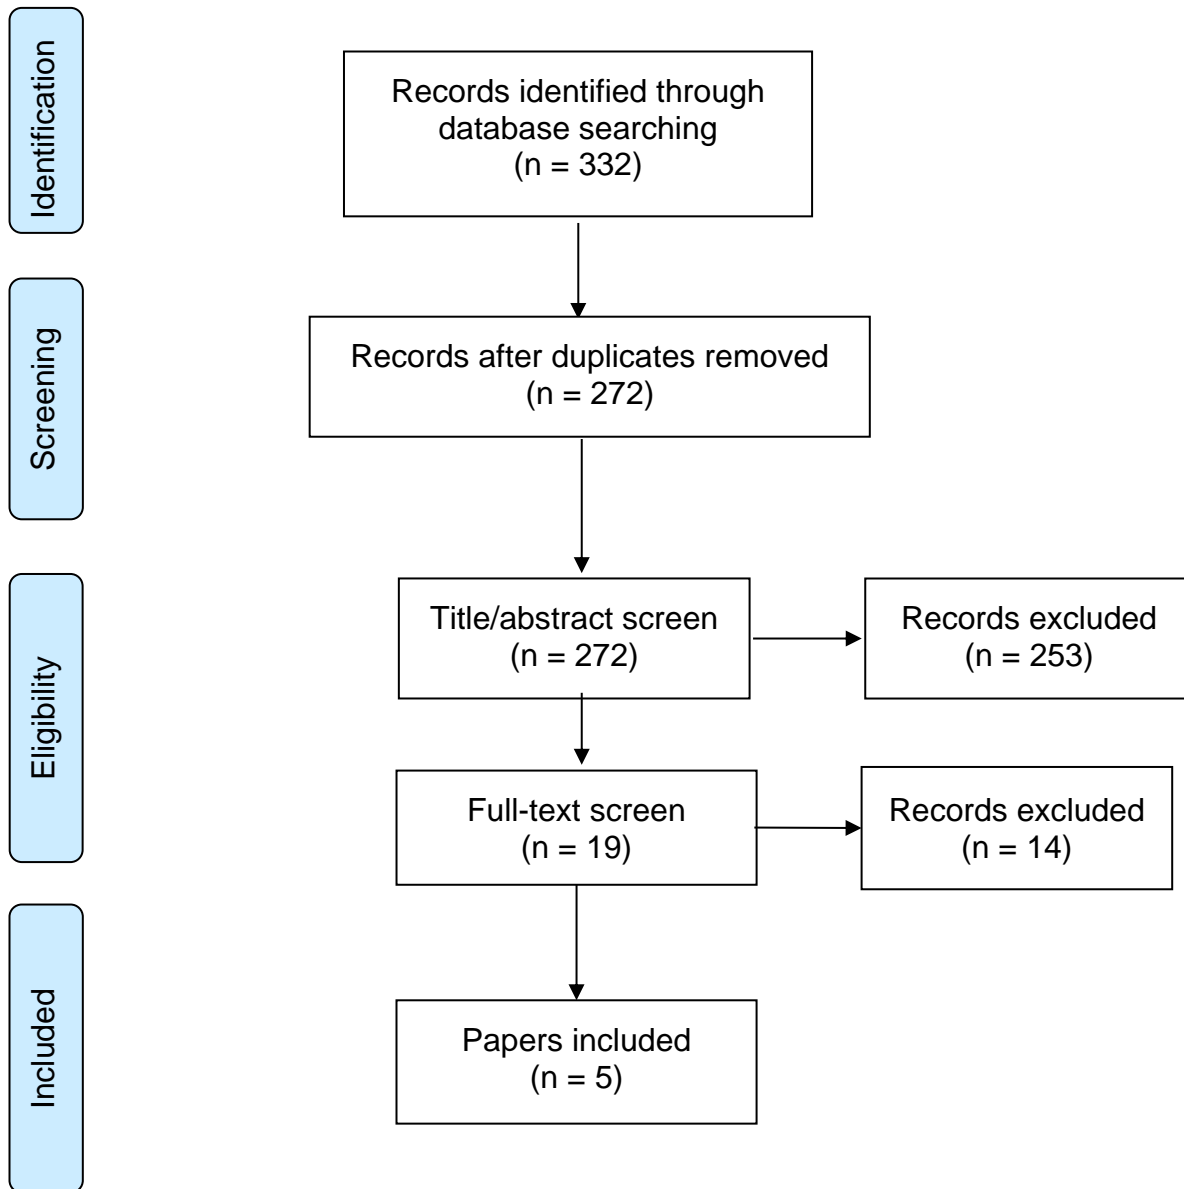 Identification
Records identified through
database searching
(n = 332)
Screening
Records after duplicates removed
(n = 272)
Eligibility
Title/abstract screen
(n = 272)
Records excluded
(n = 253)
Full-text screen
(n = 19)
Records excluded
(n = 14)
Included
Papers included
(n = 5)